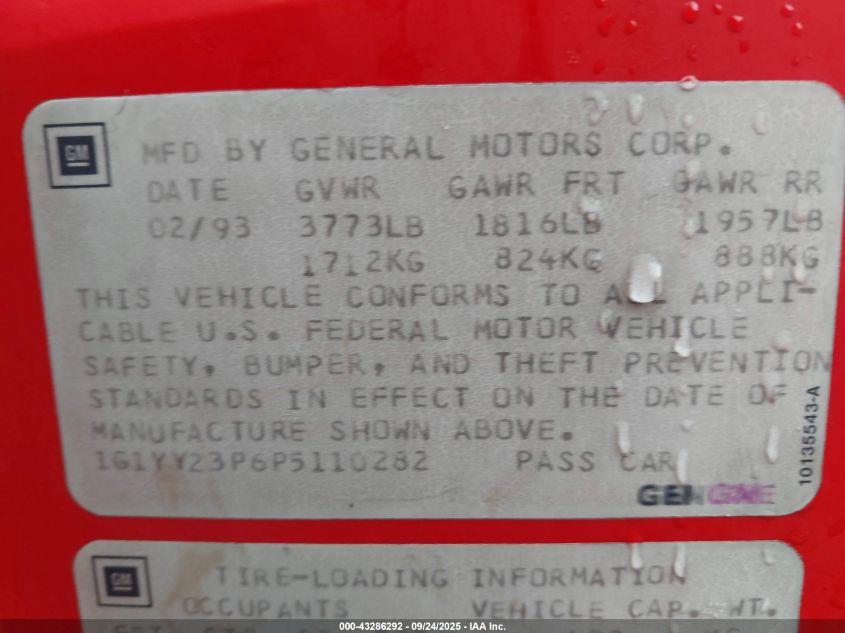 GM
MFD BY GENERAL MOTORS CORP.
DATE GVWR GAWR FRT GAWR RR
02/93 3773LB 1816LB 1957LB
1712KG 824KG 888KG
THIS VEHICLE CONFORMS TO ALL APPLI-
CABLE U.S. FEDERAL MOTOR VEHICLE
SAFETY, BUMPER, AND THEFT PREVENTION
STANDARDS IN EFFECT ON THE DATE OF
MANUFACTURE SHOWN ABOVE.
1G1YY23P6P5110282 PASS CAR
10135543-A
GM
TIRE-LOADING INFORMATION
OCCUPANTS VEHICLE CAP. WT.
000-43286292 - 09/24/2025 - IAA Inc.